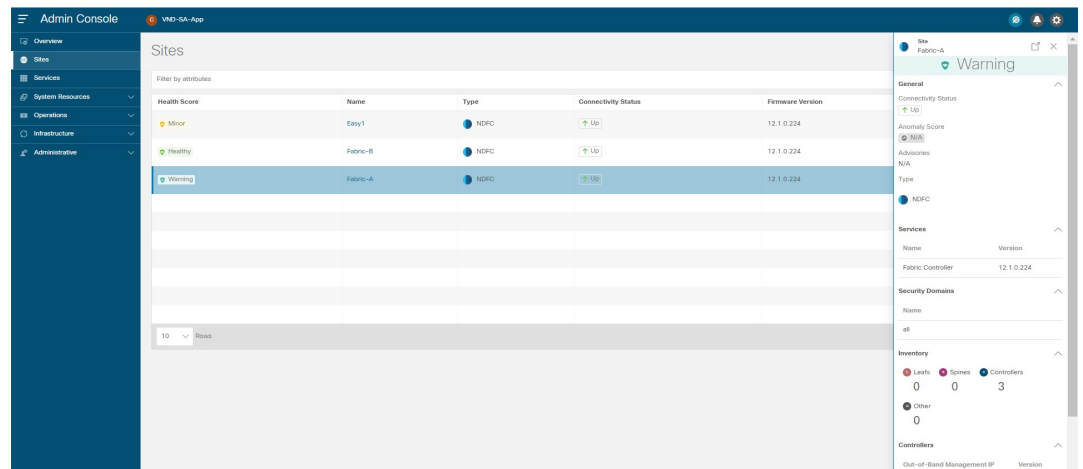 Admin Console
C VND-SA-App
Overview
Sites
Services
System Resources
Operations
Infrastructure
Administrative
Sites
Filter by attributes
Health Score Name Type Connectivity Status Firmware Version
Minor Easy1 NDFC Up 12.1.0.224
Healthy Fabric-B NDFC Up 12.1.0.224
Warning Fabric-A NDFC Up 12.1.0.224
10 Rows
Site
Fabric-A
Warning
General
Connectivity Status
Up
Anomaly Score
N/A
Advisories
N/A
Type
NDFC
Services
Name Version
Fabric Controller 12.1.0.224
Security Domains
Name
all
Inventory
Leafs Spines Controllers
0 0 3
Other
0
Controllers
Out-of-Band Management IP Version